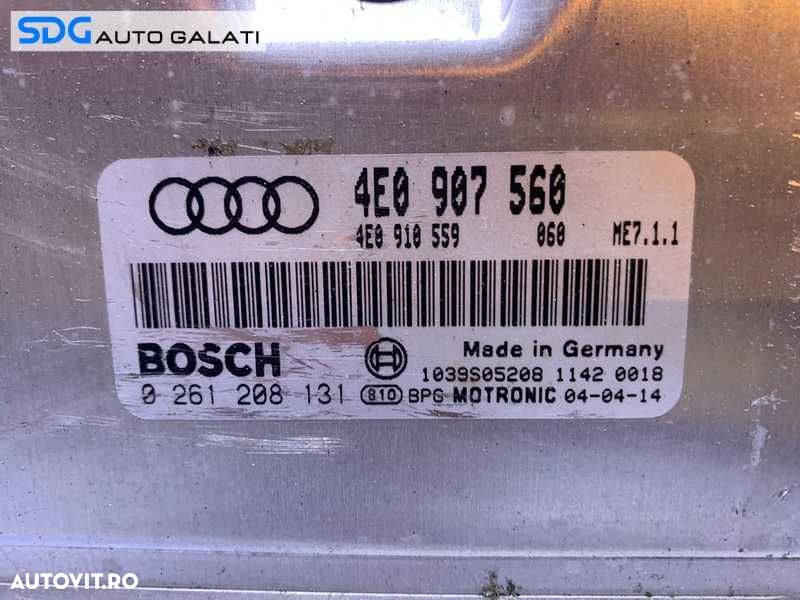 SDG AUTO GALATI
4E0 907 560
4E0 910 559 060 ME7.1.1
BOSCH
Made in Germany
1039S05208 1142 0018
0 261 208 131 810 BPG MOTRONIC 04-04-14
AUTOVIT.RO